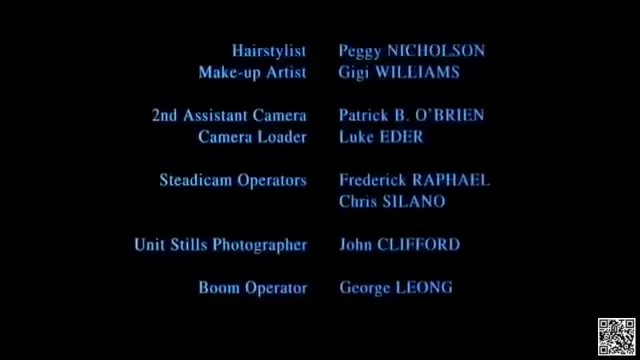 Hairstylist Peggy NICHOLSON
Make-up Artist Gigi WILLIAMS
2nd Assistant Camera Patrick B. O'BRIEN
Camera Loader Luke EDER
Steadicam Operators Frederick RAPHAEL
Chris SILANO
Unit Stills Photographer John CLIFFORD
Boom Operator George LEONG